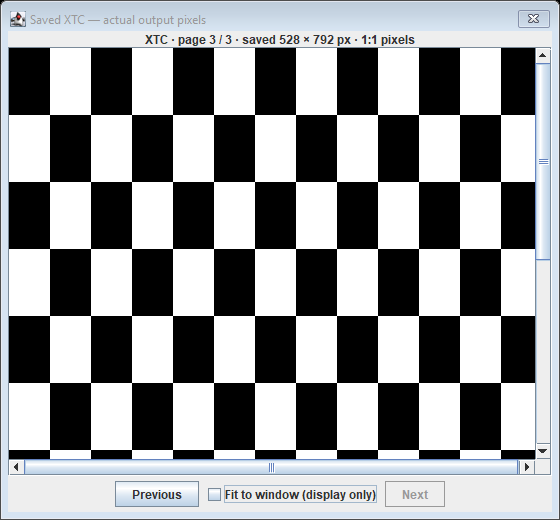 Saved XTC — actual output pixels
XTC · page 3 / 3 · saved 528 × 792 px · 1:1 pixels
Previous
Fit to window (display only)
Next